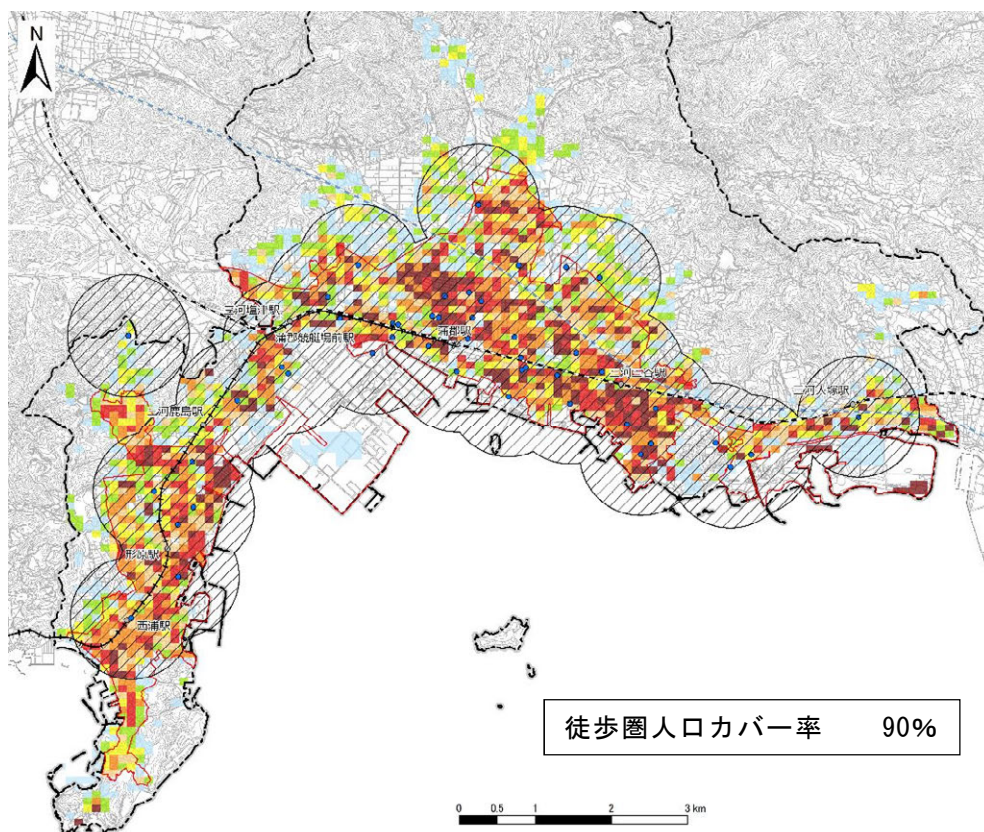 N
三河塩津駅
蒲郡競艇場前駅
蒲郡駅
三河三谷駅
三河大塚駅
三河鹿島駅
形原駅
西浦駅
徒歩圏人口カバー率 90%
0 0.5 1 2 3 km